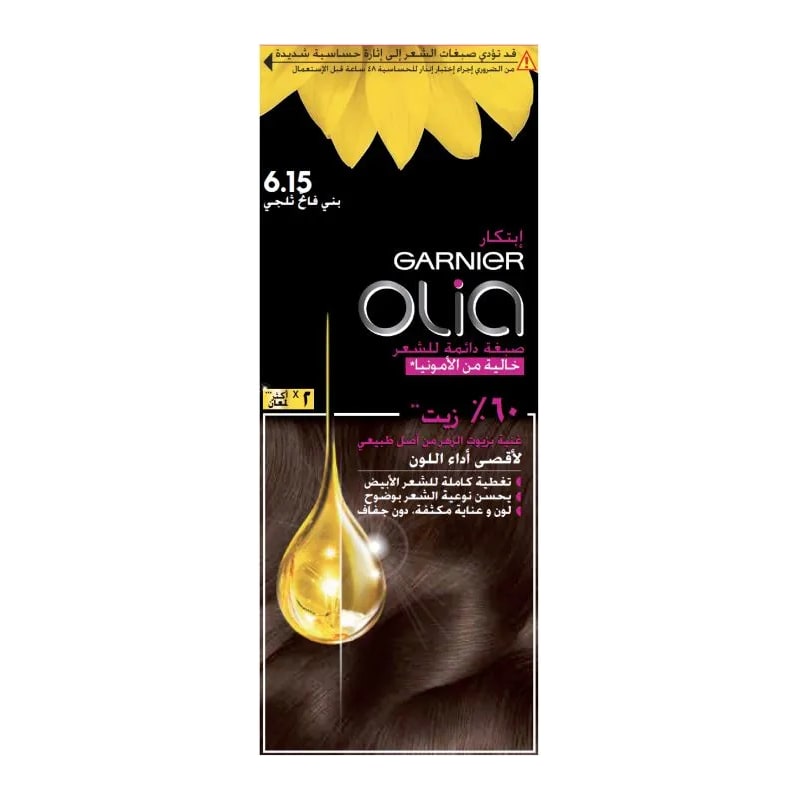 قد تؤدي صبغات الشعر إلى إثارة حساسية شديدة
من الضروري إجراء إختبار إنذار للحساسية ٤٨ ساعة قبل الإستعمال
6.15
بني فاتح ثلجي
إبتكار
GARNIER
OLIA
صبغة دائمة للشعر
خالية من الأمونيا*
٢ x أكثر
لمعان
٦٠٪ زيت**
غنية بزيوت الزهر من أصل طبيعي
لأقصى أداء اللون
تغطية كاملة للشعر الأبيض
يحسن نوعية الشعر بوضوح
لون و عناية مكثفة، دون جفاف